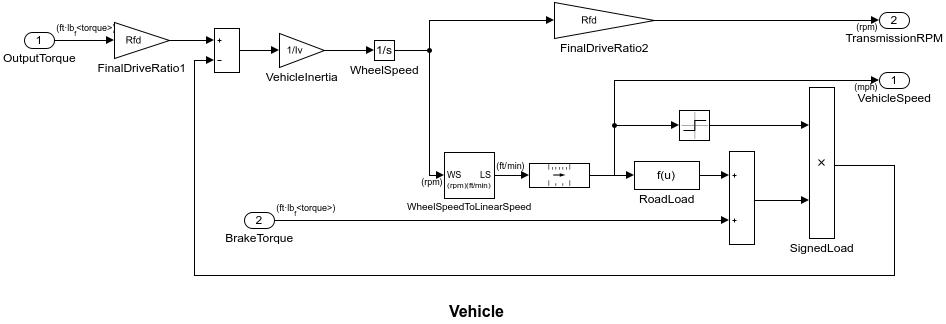 (ft·lbf<torque>)
1
OutputTorque
Rfd
FinalDriveRatio1
+
−
1/Iv
VehicleInertia
1/s
WheelSpeed
Rfd
FinalDriveRatio2
2
(rpm)
TransmissionRPM
1
(mph)
VehicleSpeed
WS LS
(rpm)(ft/min)
(rpm)
(ft/min)
WheelSpeedToLinearSpeed
f(u)
RoadLoad
+
+
×
SignedLoad
(ft·lbf<torque>)
2
BrakeTorque
Vehicle